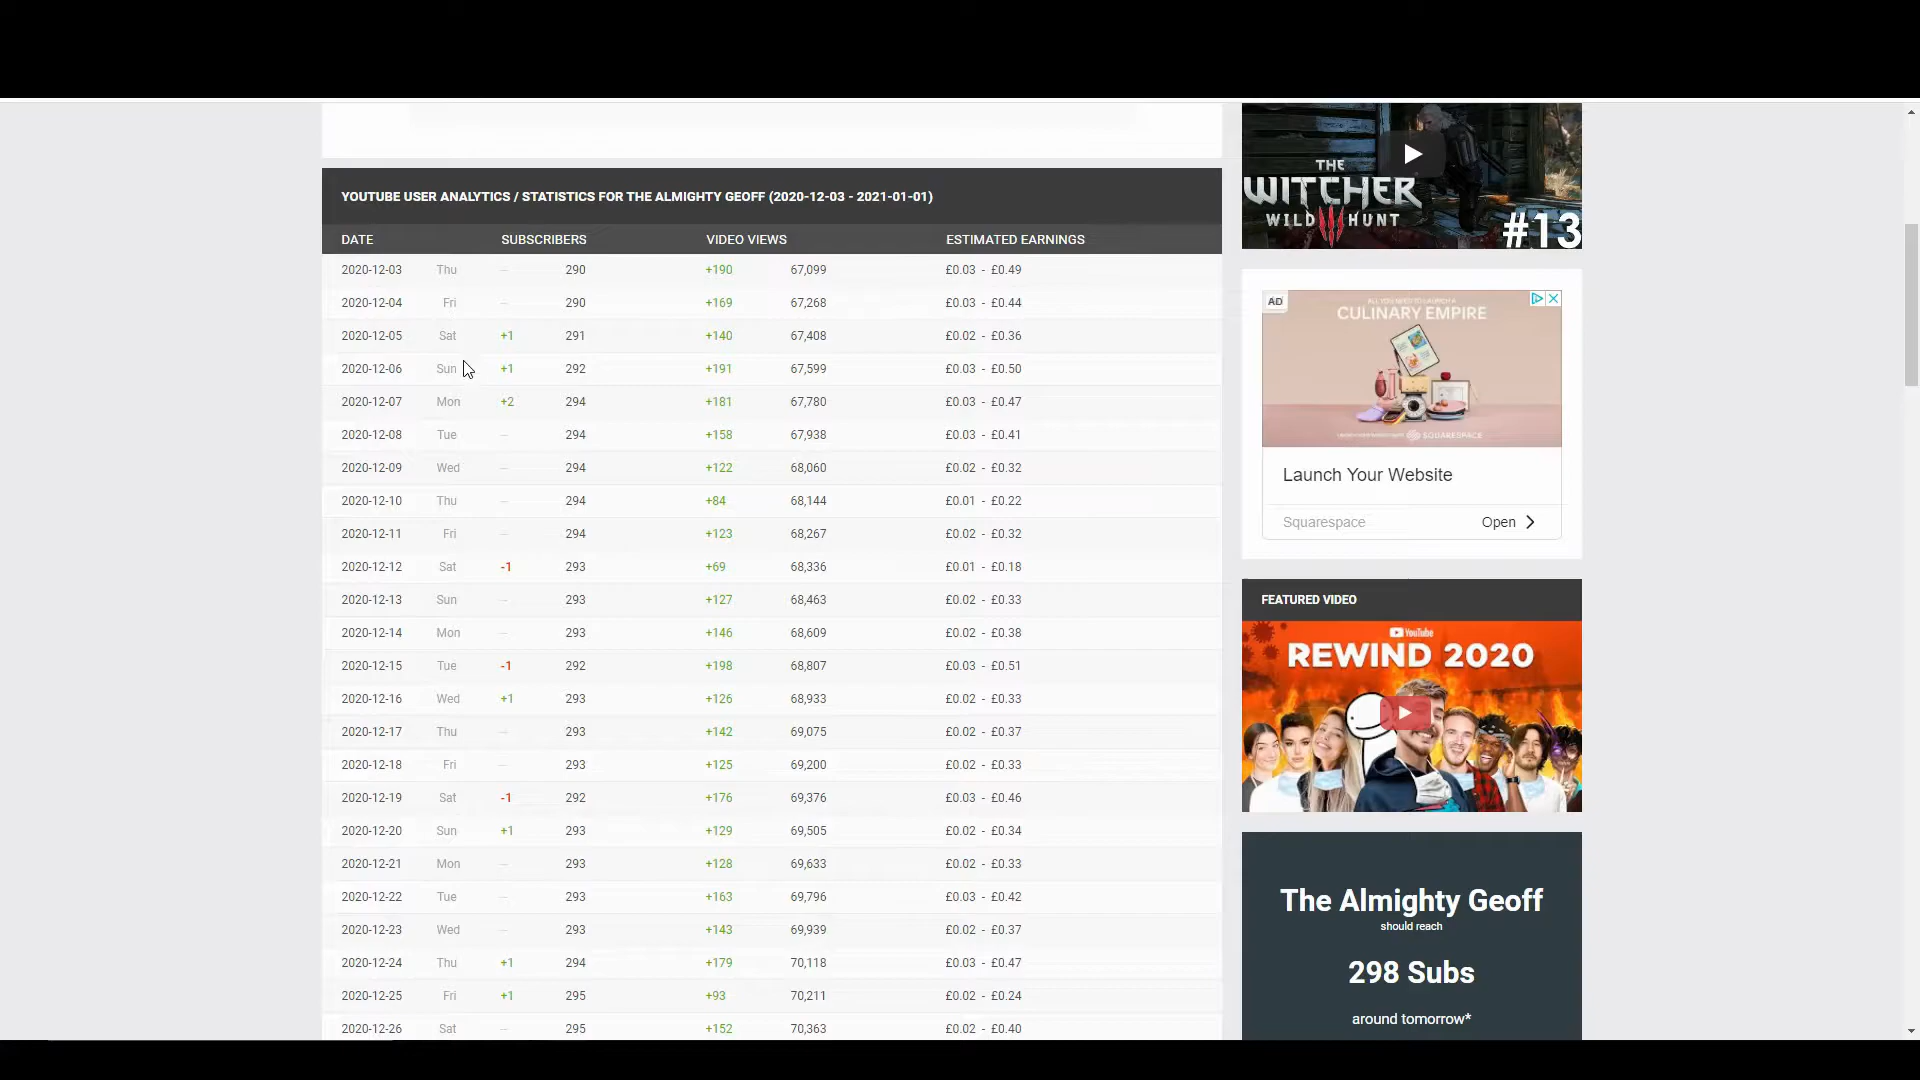 YOUTUBE USER ANALYTICS / STATISTICS FOR THE ALMIGHTY GEOFF (2020-12-03 - 2021-01-01)
DATE SUBSCRIBERS VIDEO VIEWS ESTIMATED EARNINGS
2020-12-03 Thu -- 290 +190 67,099 £0.03 - £0.49
2020-12-04 Fri -- 290 +169 67,268 £0.03 - £0.44
2020-12-05 Sat +1 291 +140 67,408 £0.02 - £0.36
2020-12-06 Sun +1 292 +191 67,599 £0.03 - £0.50
2020-12-07 Mon +2 294 +181 67,780 £0.03 - £0.47
2020-12-08 Tue -- 294 +158 67,938 £0.03 - £0.41
2020-12-09 Wed -- 294 +122 68,060 £0.02 - £0.32
2020-12-10 Thu -- 294 +84 68,144 £0.01 - £0.22
2020-12-11 Fri -- 294 +123 68,267 £0.02 - £0.32
2020-12-12 Sat -1 293 +69 68,336 £0.01 - £0.18
2020-12-13 Sun -- 293 +127 68,463 £0.02 - £0.33
2020-12-14 Mon -- 293 +146 68,609 £0.02 - £0.38
2020-12-15 Tue -1 292 +198 68,807 £0.03 - £0.51
2020-12-16 Wed +1 293 +126 68,933 £0.02 - £0.33
2020-12-17 Thu -- 293 +142 69,075 £0.02 - £0.37
2020-12-18 Fri -- 293 +125 69,200 £0.02 - £0.33
2020-12-19 Sat -1 292 +176 69,376 £0.03 - £0.46
2020-12-20 Sun +1 293 +129 69,505 £0.02 - £0.34
2020-12-21 Mon -- 293 +128 69,633 £0.02 - £0.33
2020-12-22 Tue -- 293 +163 69,796 £0.03 - £0.42
2020-12-23 Wed -- 293 +143 69,939 £0.02 - £0.37
2020-12-24 Thu +1 294 +179 70,118 £0.03 - £0.47
2020-12-25 Fri +1 295 +93 70,211 £0.02 - £0.24
2020-12-26 Sat -- 295 +152 70,363 £0.02 - £0.40
THE
WITCHER
WILD HUNT
#13
AD
ALL YOU NEED TO LAUNCH A
CULINARY EMPIRE
SQUARESPACE
Launch Your Website
Squarespace Open
FEATURED VIDEO
YouTube
REWIND 2020
The Almighty Geoff
should reach
298 Subs
around tomorrow*